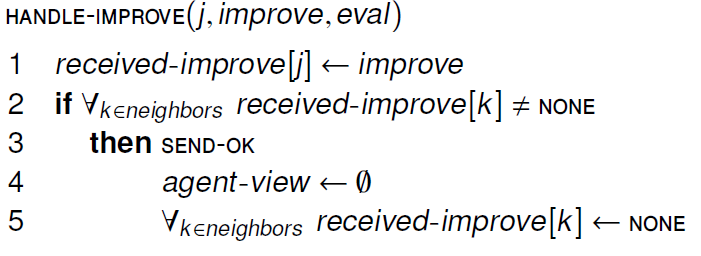 HANDLE-IMPROVE(j, improve, eval)
1 received-improve[j] ← improve
2 if ∀k∈neighbors received-improve[k] ≠ NONE
3 then SEND-OK
4 agent-view ← ∅
5 ∀k∈neighbors received-improve[k] ← NONE